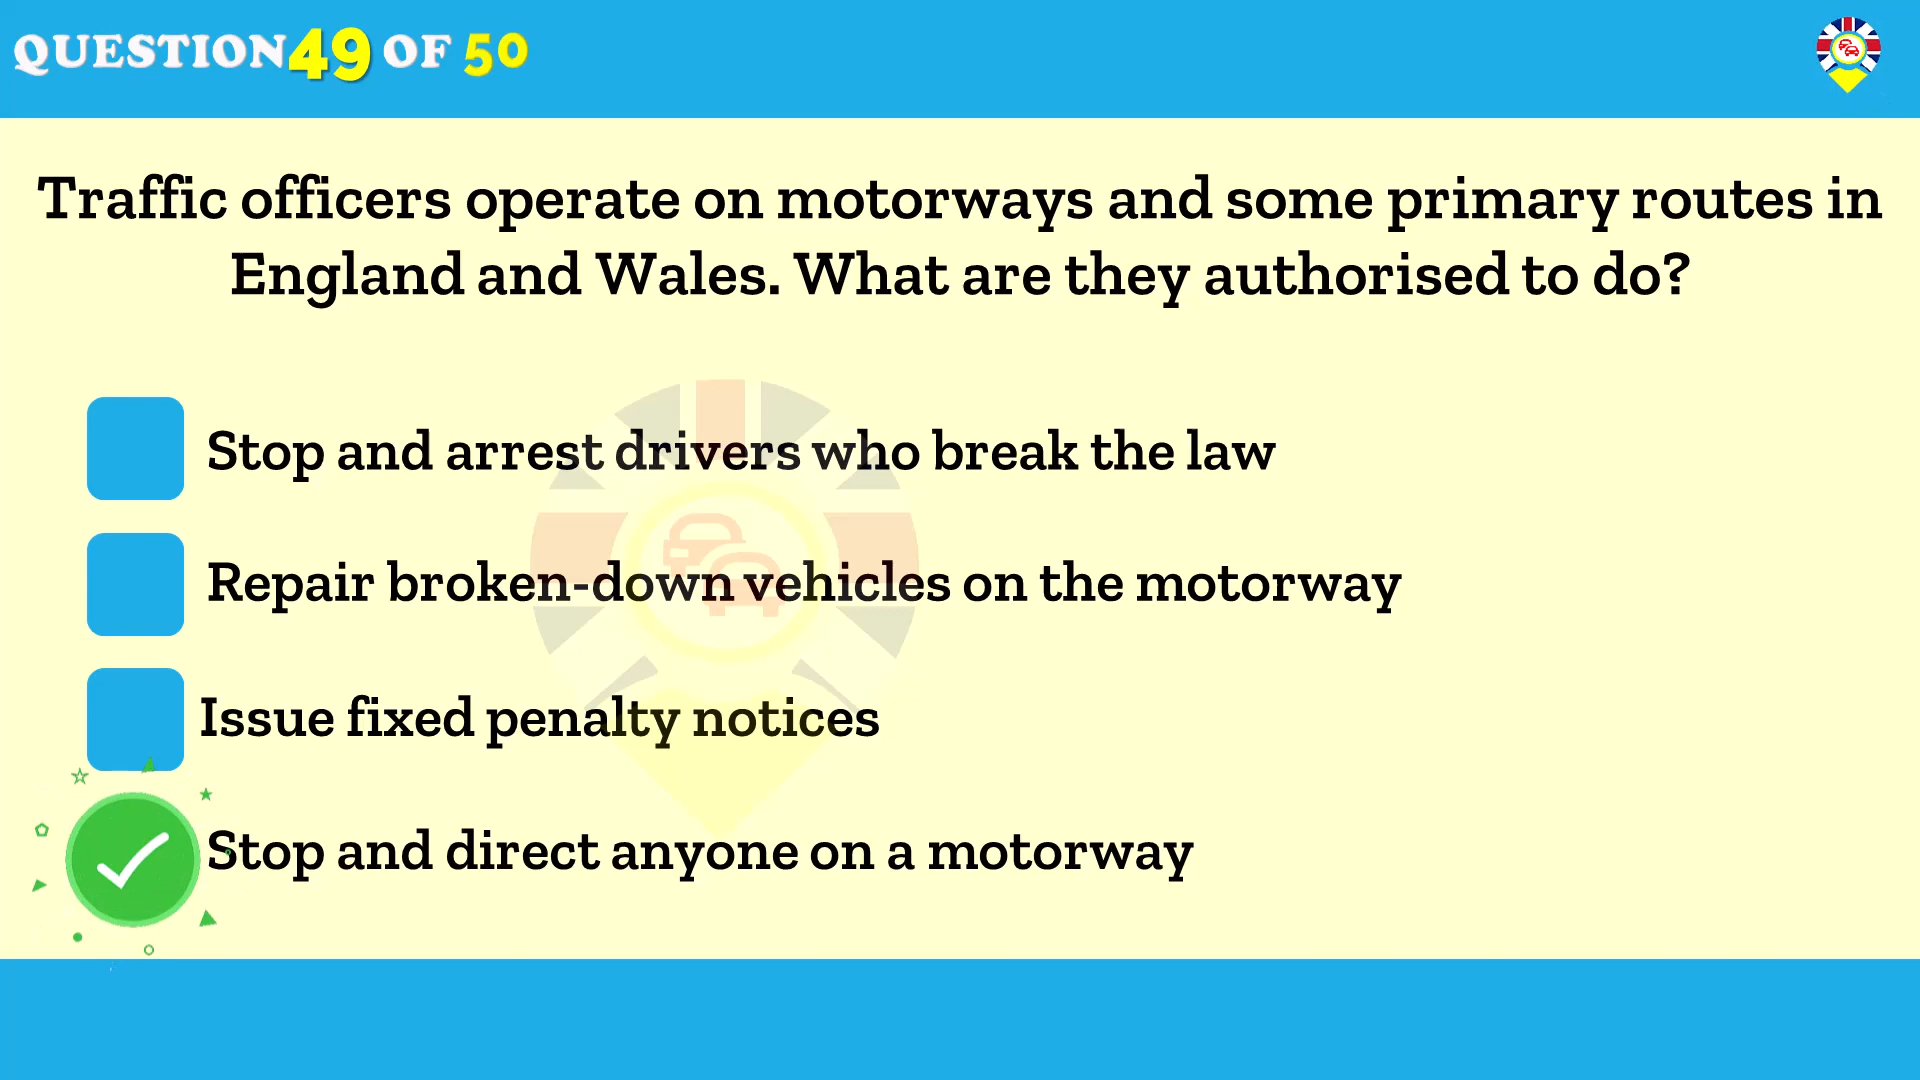 QUESTION 49 OF 50
Traffic officers operate on motorways and some primary routes in
England and Wales. What are they authorised to do?
Stop and arrest drivers who break the law
Repair broken-down vehicles on the motorway
Issue fixed penalty notices
Stop and direct anyone on a motorway